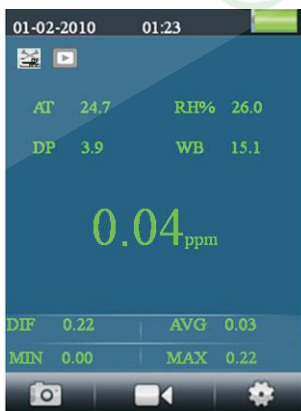 01-02-2010 01:23
AT 24.7 RH% 26.0
DP 3.9 WB 15.1
0.04ppm
DIF 0.22 AVG 0.03
MIN 0.00 MAX 0.22